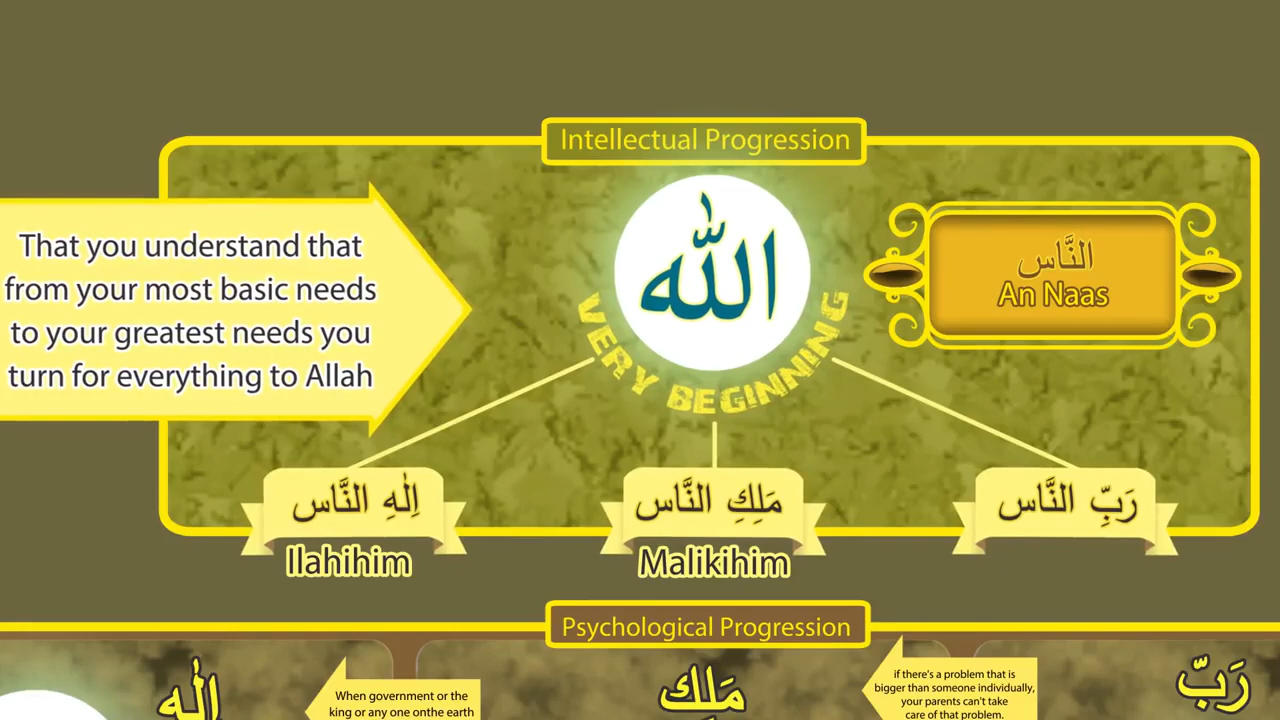 Intellectual Progression
That you understand that
from your most basic needs
to your greatest needs you
turn for everything to Allah
الله
VERY BEGINNING
النَّاس
An Naas
رَبِّ النَّاس
مَلِكِ النَّاس
اِلٰهِ النَّاس
Malikihim
Ilahihim
Psychological Progression
رَبّ
if there's a problem that is
bigger than someone individually,
your parents can't take
care of that problem.
مَلِك
When government or the
king or any one onthe earth
اِلٰه